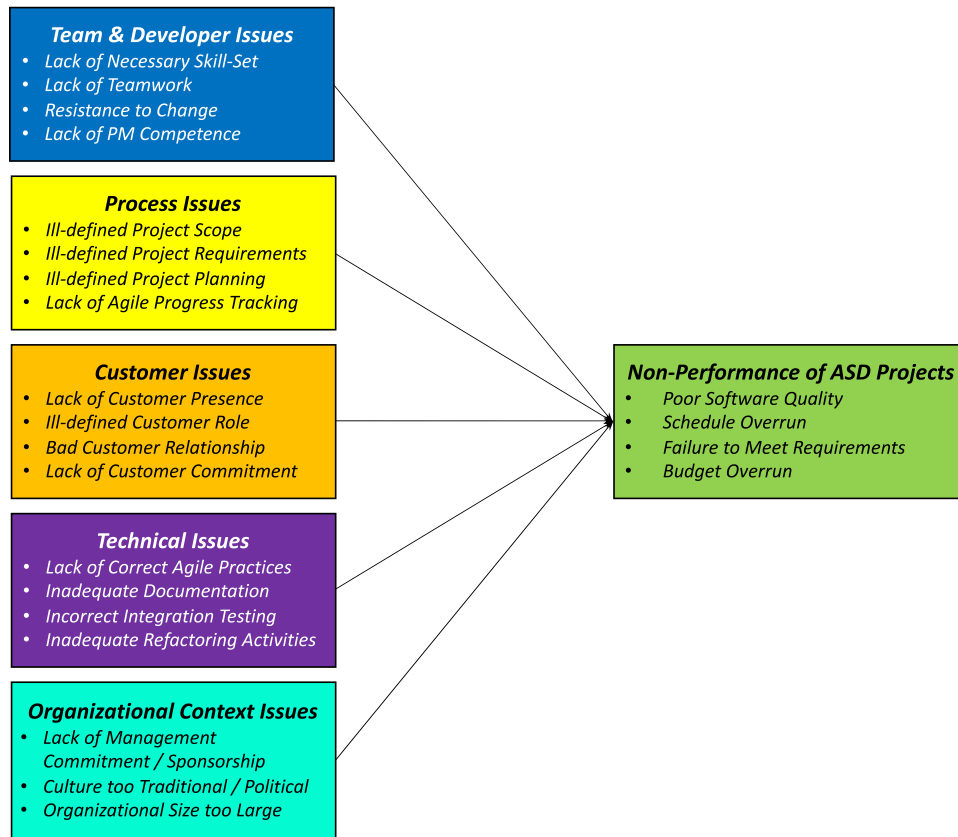 Team & Developer Issues
• Lack of Necessary Skill-Set
• Lack of Teamwork
• Resistance to Change
• Lack of PM Competence
Process Issues
• Ill-defined Project Scope
• Ill-defined Project Requirements
• Ill-defined Project Planning
• Lack of Agile Progress Tracking
Customer Issues
• Lack of Customer Presence
• Ill-defined Customer Role
• Bad Customer Relationship
• Lack of Customer Commitment
Technical Issues
• Lack of Correct Agile Practices
• Inadequate Documentation
• Incorrect Integration Testing
• Inadequate Refactoring Activities
Organizational Context Issues
• Lack of Management
Commitment / Sponsorship
• Culture too Traditional / Political
• Organizational Size too Large
Non-Performance of ASD Projects
• Poor Software Quality
• Schedule Overrun
• Failure to Meet Requirements
• Budget Overrun